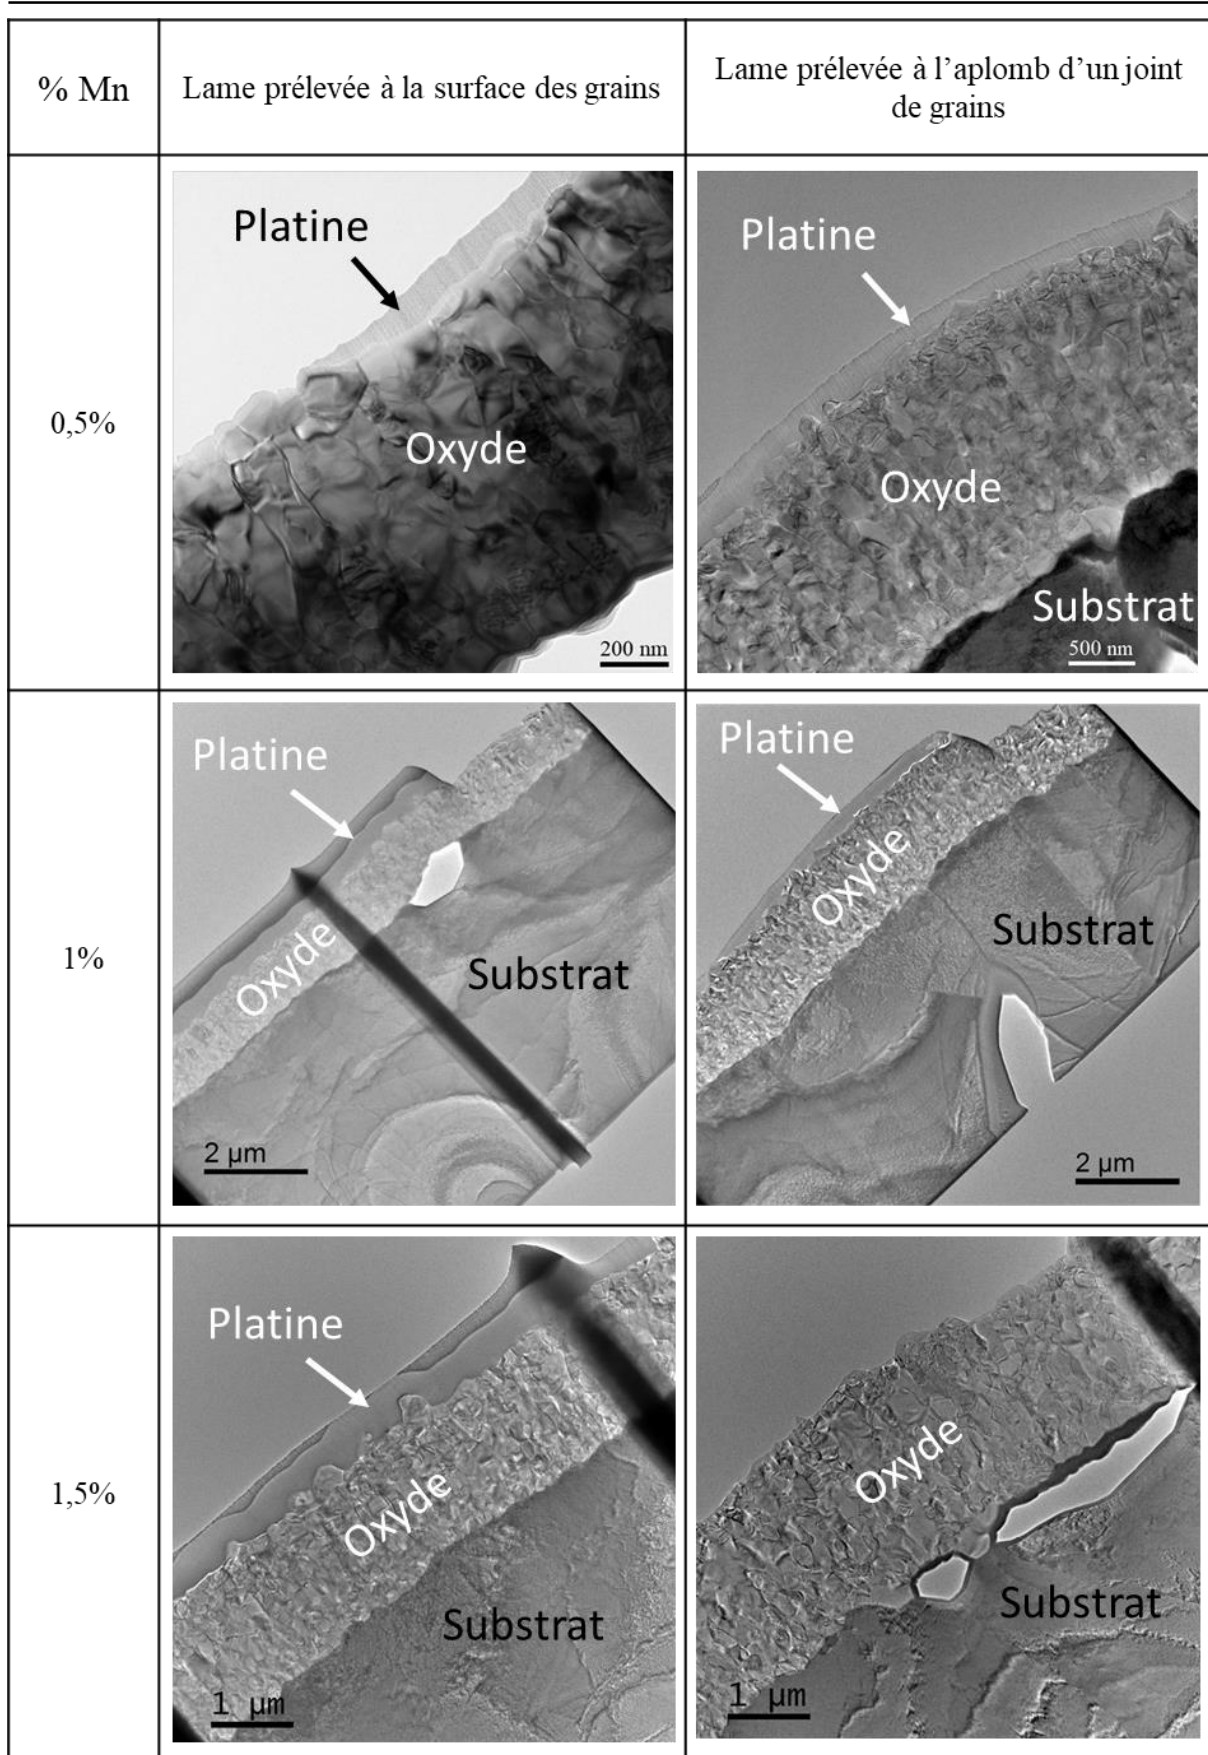 % Mn
Lame prélevée à la surface des grains
Lame prélevée à l'aplomb d'un joint
de grains
0,5%
Platine
Oxyde
200 nm
Platine
Oxyde
Substrat
500 nm
1%
Platine
Oxyde
Substrat
2 µm
Platine
Oxyde
Substrat
2 µm
1,5%
Platine
Oxyde
Substrat
1 µm
Oxyde
Substrat
1 µm